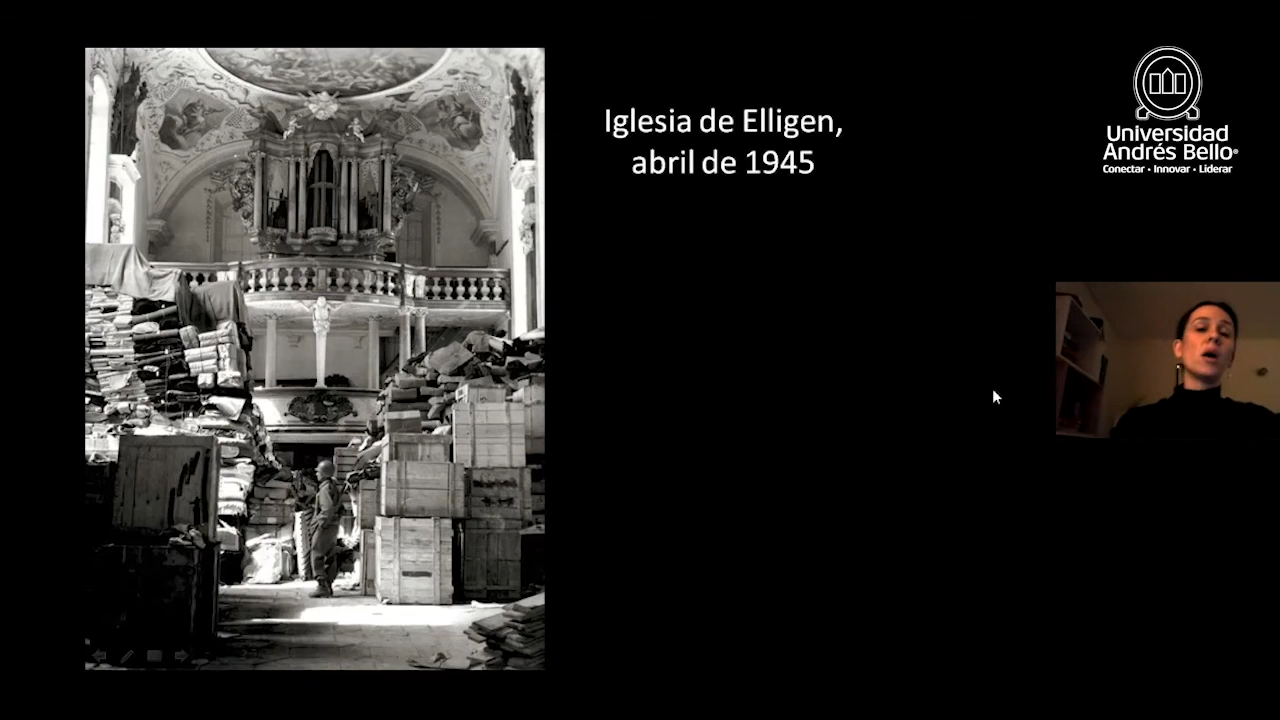 Iglesia de Elligen,
abril de 1945
Universidad
Andrés Bello®
Conectar • Innovar • Liderar